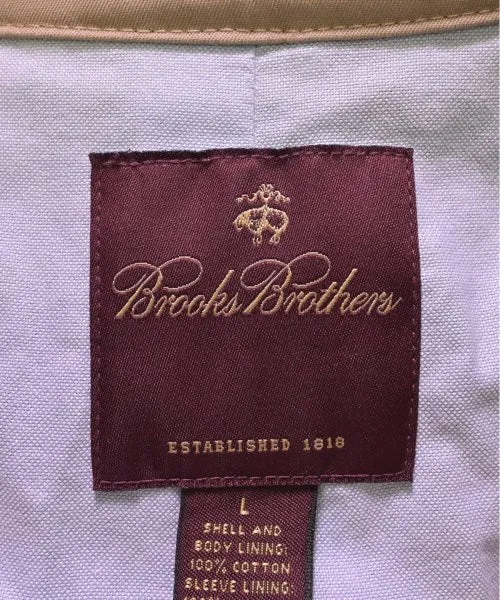 Brooks Brothers
ESTABLISHED 1818
L
SHELL AND
BODY LINING:
100% COTTON
SLEEVE LINING: